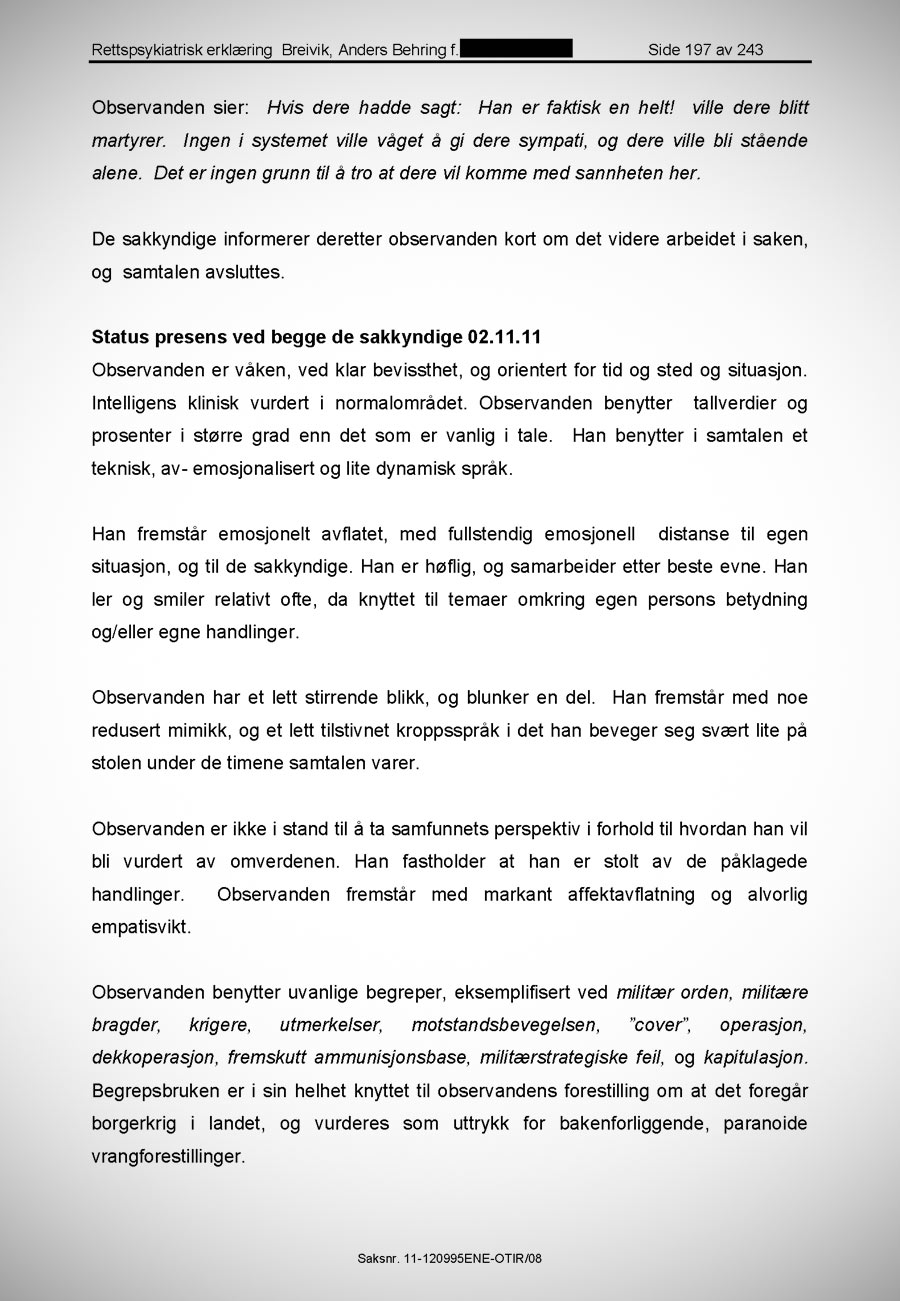 Rettspsykiatrisk erklæring  Breivik, Anders Behring f. Side 197 av 243
Observanden sier:  Hvis dere hadde sagt:  Han er faktisk en helt!  ville dere blitt
martyrer.  Ingen i systemet ville våget å gi dere sympati, og dere ville bli stående
alene.  Det er ingen grunn til å tro at dere vil komme med sannheten her.
De sakkyndige informerer deretter observanden kort om det videre arbeidet i saken,
og  samtalen avsluttes.
Status presens ved begge de sakkyndige 02.11.11
Observanden er våken, ved klar bevissthet, og orientert for tid og sted og situasjon.
Intelligens klinisk vurdert i normalområdet. Observanden benytter  tallverdier og
prosenter i større grad enn det som er vanlig i tale.  Han benytter i samtalen et
teknisk, av- emosjonalisert og lite dynamisk språk.
Han fremstår emosjonelt avflatet, med fullstendig emosjonell  distanse til egen
situasjon, og til de sakkyndige. Han er høflig, og samarbeider etter beste evne. Han
ler og smiler relativt ofte, da knyttet til temaer omkring egen persons betydning
og/eller egne handlinger.
Observanden har et lett stirrende blikk, og blunker en del.  Han fremstår med noe
redusert mimikk, og et lett tilstivnet kroppsspråk i det han beveger seg svært lite på
stolen under de timene samtalen varer.
Observanden er ikke i stand til å ta samfunnets perspektiv i forhold til hvordan han vil
bli vurdert av omverdenen. Han fastholder at han er stolt av de påklagede
handlinger.  Observanden fremstår med markant affektavflatning og alvorlig
empatisvikt.
Observanden benytter uvanlige begreper, eksemplifisert ved militær orden, militære
bragder, krigere, utmerkelser, motstandsbevegelsen, ”cover”, operasjon,
dekkoperasjon, fremskutt ammunisjonsbase, militærstrategiske feil, og kapitulasjon.
Begrepsbruken er i sin helhet knyttet til observandens forestilling om at det foregår
borgerkrig i landet, og vurderes som uttrykk for bakenforliggende, paranoide
vrangforestillinger.
Saksnr. 11-120995ENE-OTIR/08